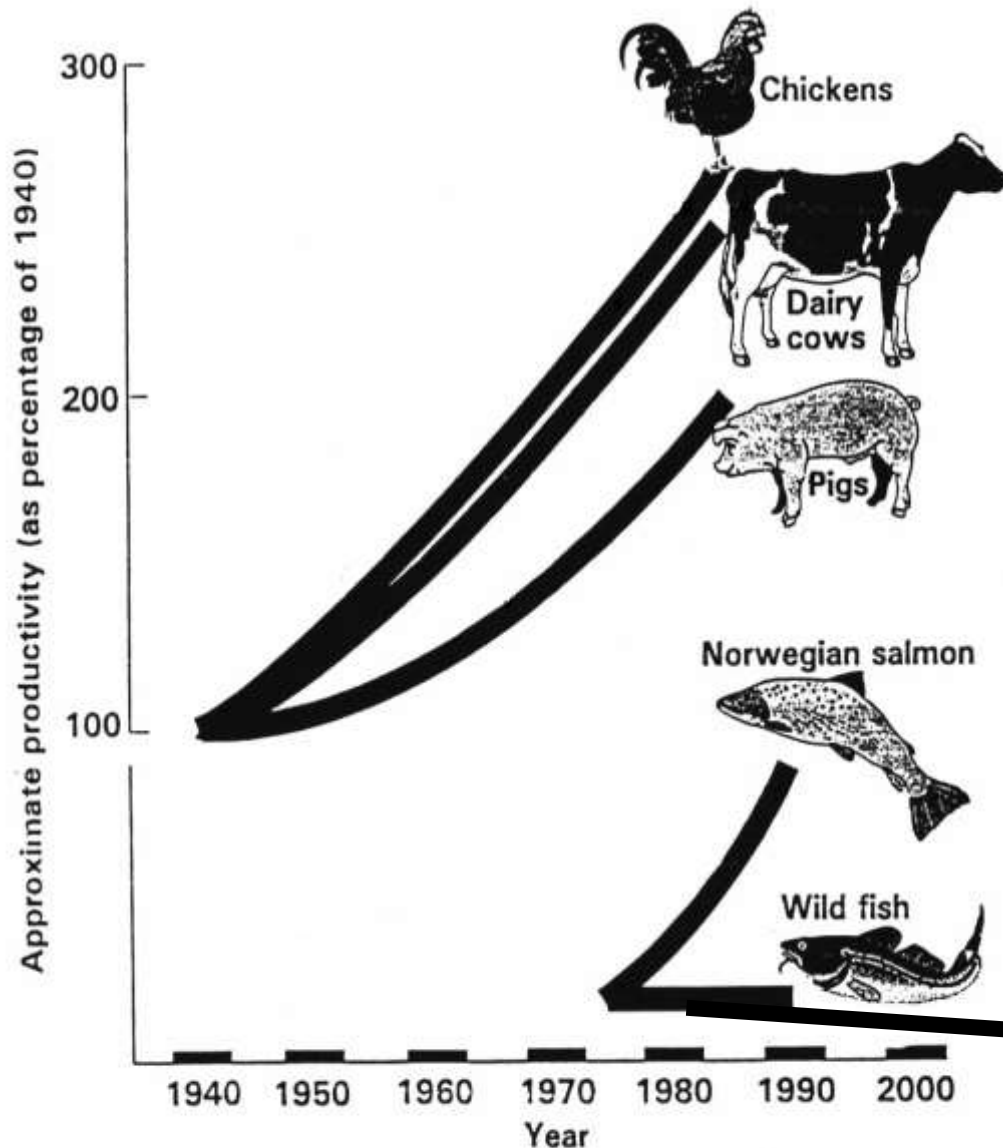 Approximate productivity (as percentage of 1940)
300
200
100
Chickens
Dairy
cows
Pigs
Norwegian salmon
Wild fish
1940 1950 1960 1970 1980 1990 2000
Year